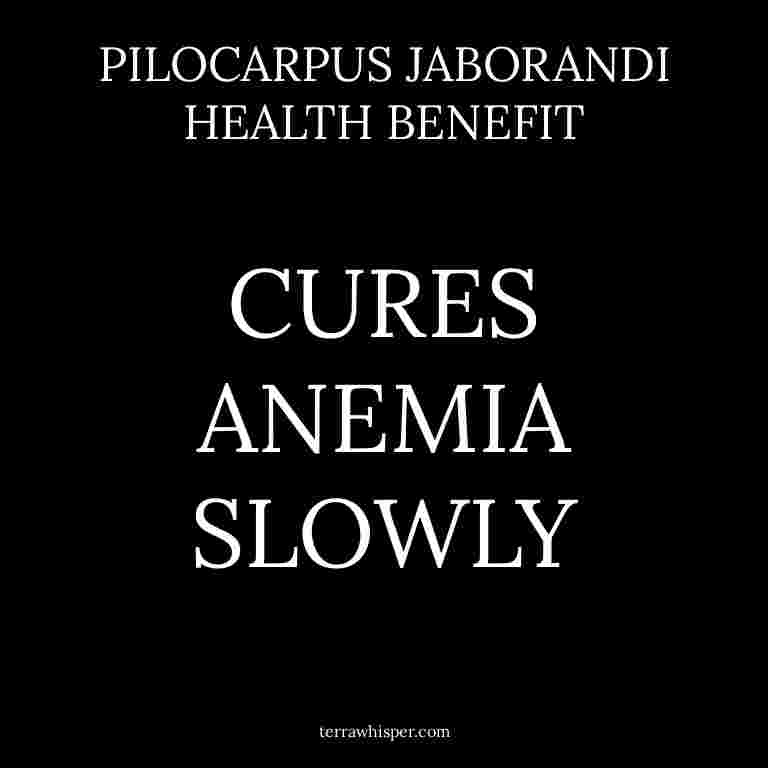 PILOCARPUS JABORANDI
HEALTH BENEFIT
CURES
ANEMIA
SLOWLY
terrawhisper.com